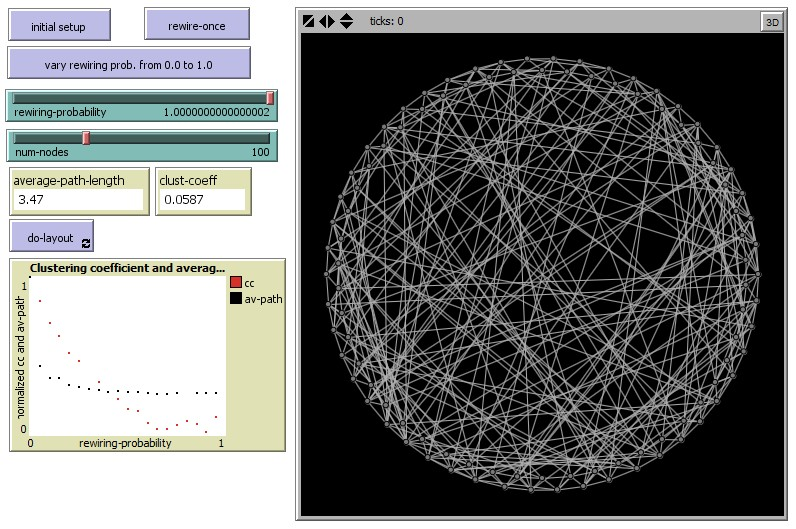 initial setup
rewire-once
vary rewiring prob. from 0.0 to 1.0
rewiring-probability 1.0000000000000002
num-nodes 100
average-path-length
3.47
clust-coeff
0.0587
do-layout
Clustering coefficient and averag...
normalized cc and av-path
1
0
0
rewiring-probability
1
cc
av-path
ticks: 0
3D